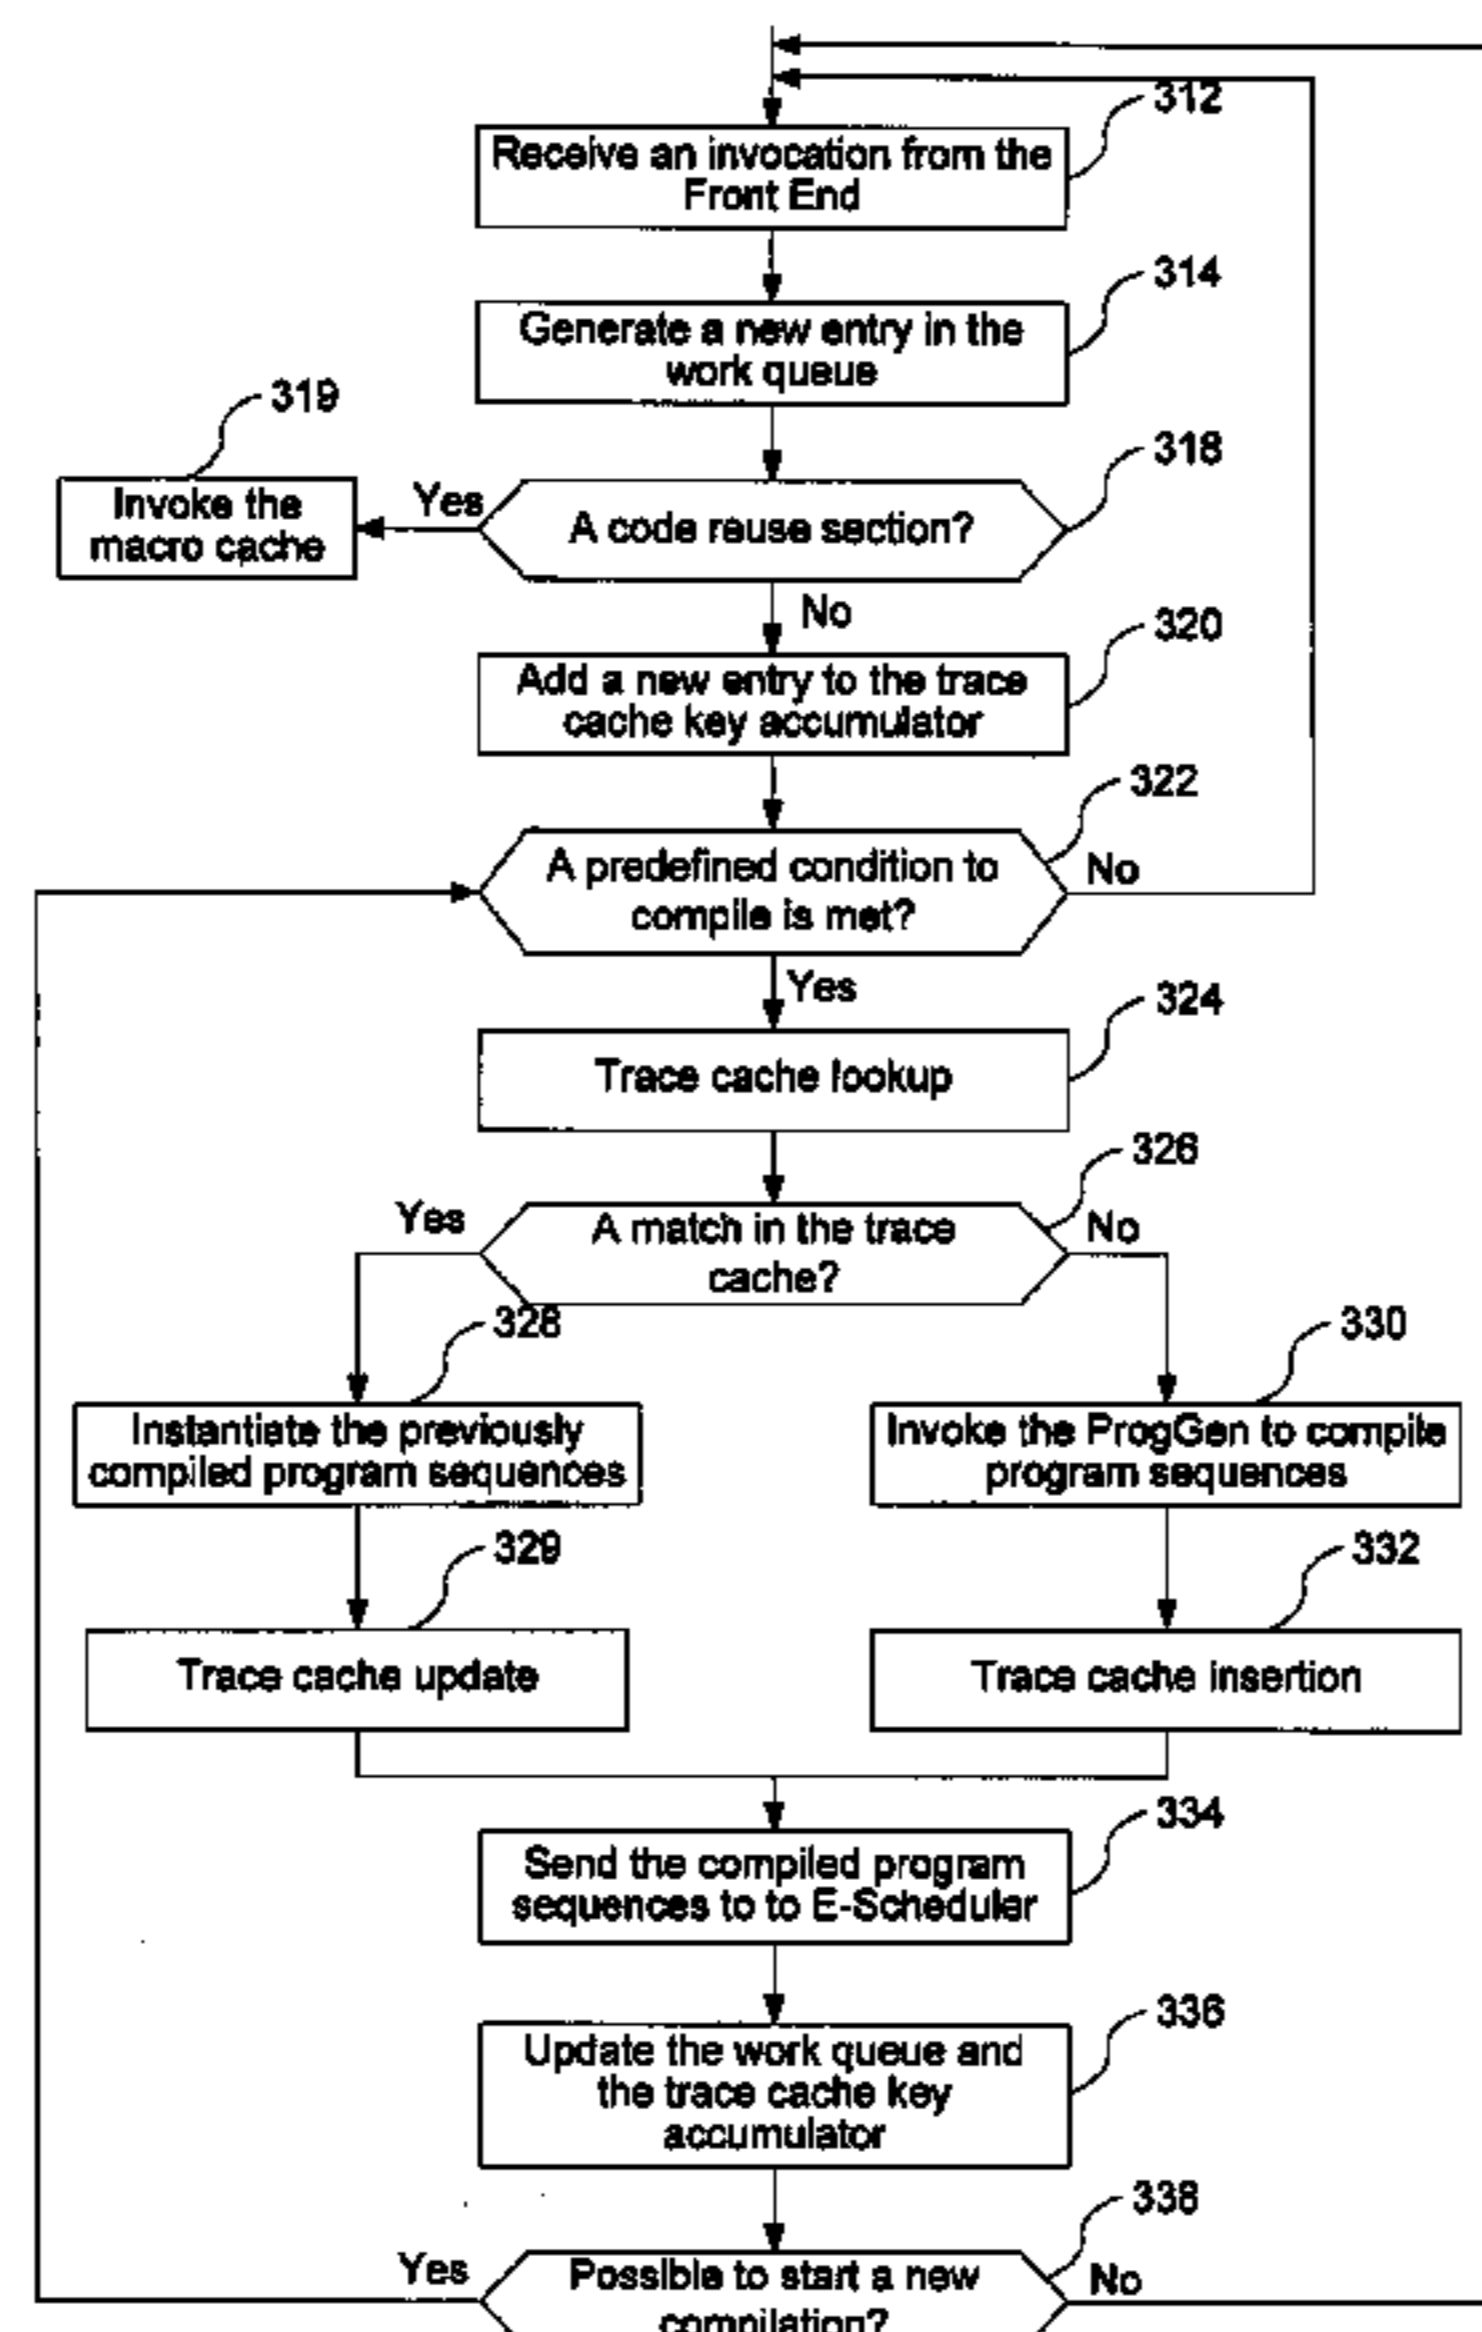 312
Receive an invocation from the
Front End
314
Generate a new entry in the
work queue
319
318
Invoke the
macro cache
Yes
A code reuse section?
No
320
Add a new entry to the trace
cache key accumulator
322
A predefined condition to
compile is met?
No
Yes
324
Trace cache lookup
326
Yes
A match in the trace
cache?
No
328
330
Instantiate the previously
compiled program sequences
Invoke the ProgGen to compile
program sequences
329
332
Trace cache update
Trace cache insertion
334
Send the compiled program
sequences to to E-Scheduler
336
Update the work queue and
the trace cache key
accumulator
338
Yes
Possible to start a new
compilation?
No